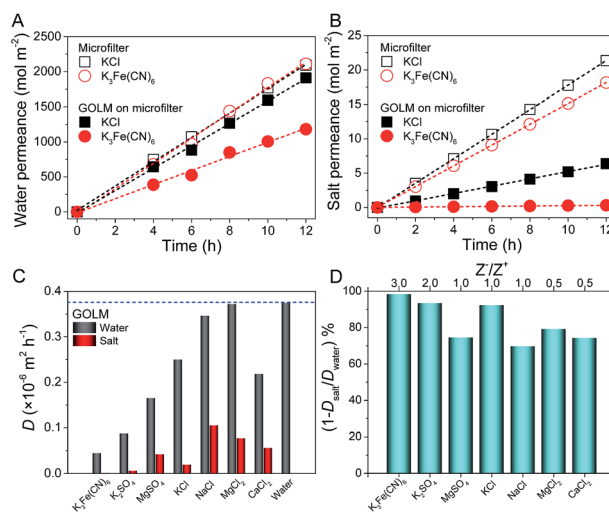 A
Water permeance (mol m⁻²)
2500
2000
1500
1000
500
0
Microfilter
KCl
K₃Fe(CN)₆
GOLM on microfilter
KCl
K₃Fe(CN)₆
0 2 4 6 8 10 12
Time (h)
B
Salt permeance (mol m⁻²)
25
20
15
10
5
0
Microfilter
KCl
K₃Fe(CN)₆
GOLM on microfilter
KCl
K₃Fe(CN)₆
0 2 4 6 8 10 12
Time (h)
C
D (×10⁻⁶ m² h⁻¹)
0.4
0.3
0.2
0.1
0.0
GOLM
Water
Salt
K₃Fe(CN)₆ K₂SO₄ MgSO₄ KCl NaCl MgCl₂ CaCl₂ Water
D
Z⁻/Z⁺
3,0 2,0 1,0 1,0 1,0 0,5 0,5
(1-D_salt/D_water) %
100
80
60
40
20
0
K₃Fe(CN)₆ K₂SO₄ MgSO₄ KCl NaCl MgCl₂ CaCl₂